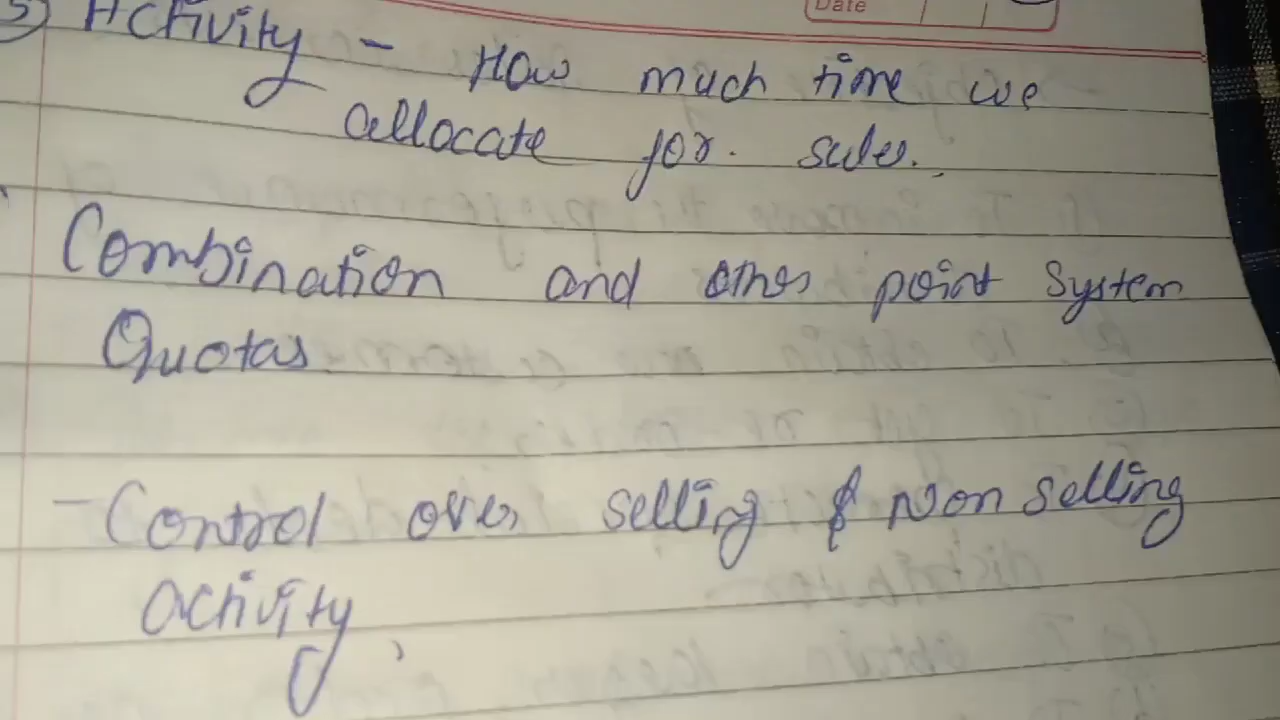 Date
5) Activity - How much time we
allocate for. sales.
Combination and other point System
Quotas
- Control over selling & Non selling
activity,